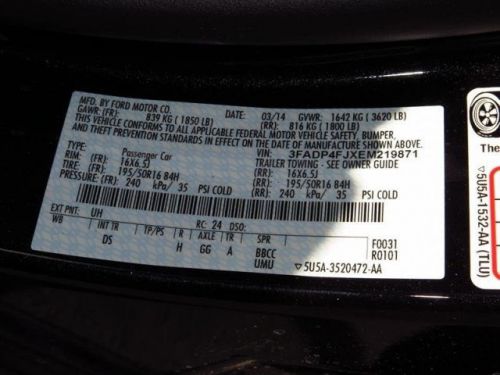 MFD. BY FORD MOTOR CO.
DATE: 03/14 GVWR: 1642 KG ( 3620 LB)
GAWR: (FR): 839 KG ( 1850 LB) (RR): 816 KG ( 1800 LB)
THIS VEHICLE CONFORMS TO ALL APPLICABLE FEDERAL MOTOR VEHICLE SAFETY, BUMPER,
AND THEFT PREVENTION STANDARDS IN EFFECT ON THE DATE OF MANUFACTURE SHOWN ABOVE.
VIN: 3FADP4FJXEM219871
TYPE: Passenger Car TRAILER TOWING - SEE OWNER GUIDE
RIM: (FR): 16X6.5J (RR): 16X6.5J
TIRE: (FR): 195/50R16 84H (RR): 195/50R16 84H
PRESSURE: (FR): 240 kPa/ 35 PSI COLD (RR): 240 kPa/ 35 PSI COLD
EXT PNT: UH RC: 24 DSO:
WB INT TR TP/PS R AXLE TR SPR F0031
DS H GG A BBCC R0101
UMU 5U5A-3520472-AA
The
5U5A-1532-AA (TLU)